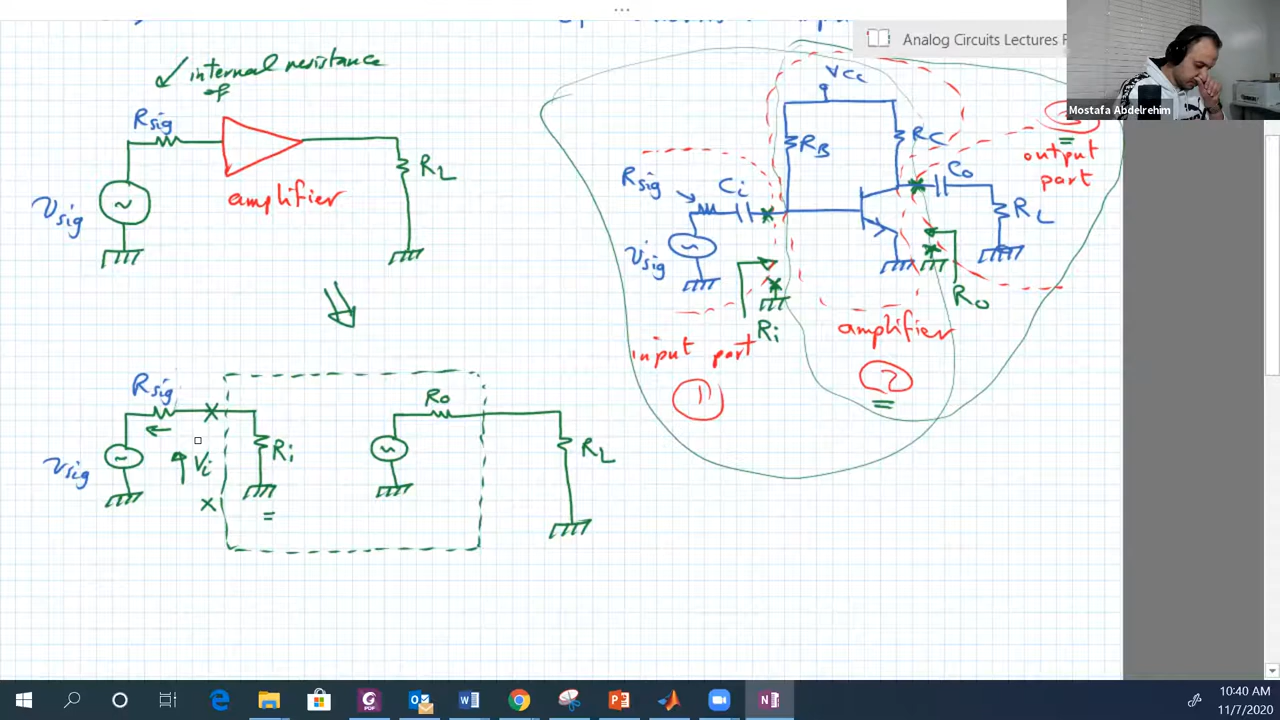 Analog Circuits Lectures F
Mostafa Abdelrehim
internal resistance
of
Rsig
RL
amplifier
Vsig
Vcc
RB
RC
Co
output
part
Rsig
Ci
RL
Vsig
Ro
Ri
amplifier
input part
1
2
Rsig
Ro
Vi
Ri
RL
Vsig
=
10:40 AM
11/7/2020